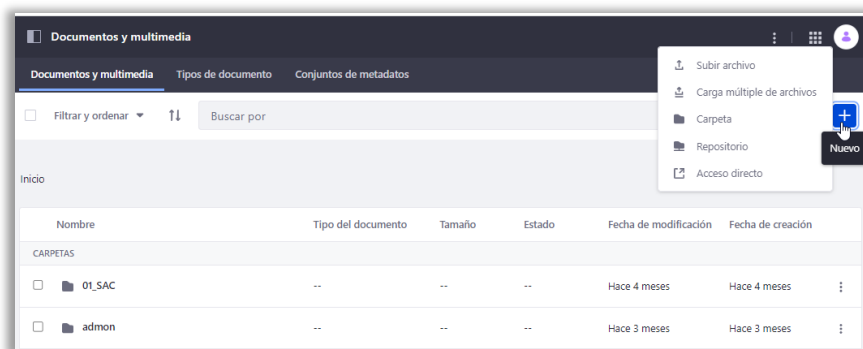 Documentos y multimedia
Documentos y multimedia Tipos de documento Conjuntos de metadatos
Subir archivo
Carga múltiple de archivos
Carpeta
Repositorio
Acceso directo
Filtrar y ordenar Buscar por
Nuevo
Inicio
Nombre Tipo del documento Tamaño Estado Fecha de modificación Fecha de creación
CARPETAS
01_SAC -- -- -- Hace 4 meses Hace 4 meses
admon -- -- -- Hace 3 meses Hace 3 meses